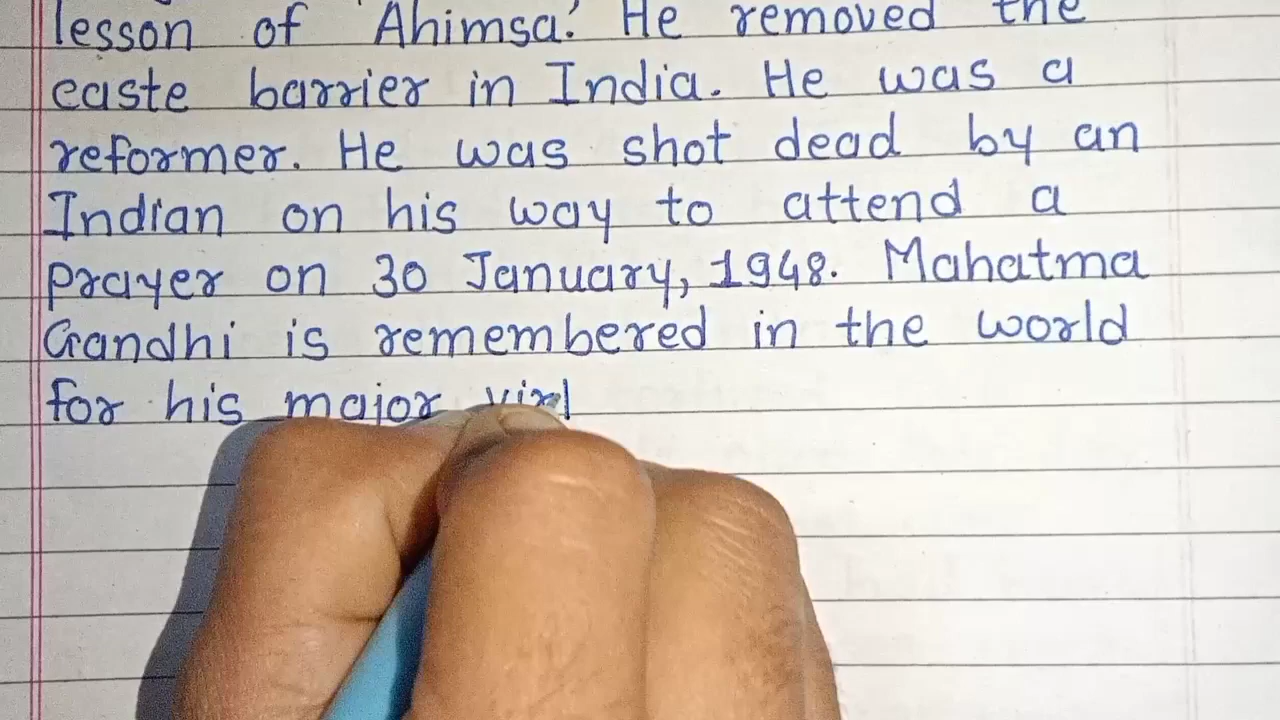 lesson of 'Ahimsa.' He removed the
caste barrier in India. He was a
reformer. He was shot dead by an
Indian on his way to attend a
prayer on 30 January, 1948. Mahatma
Gandhi is remembered in the world
for his major